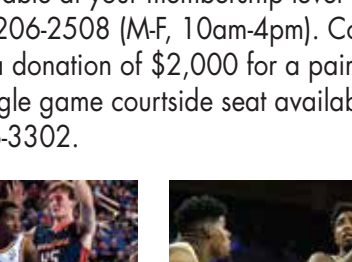 at your membership level
206-2508 (M-F, 10am-4pm). Co
a donation of $2,000 for a pair
gle game courtside seat availab
-3302.
45